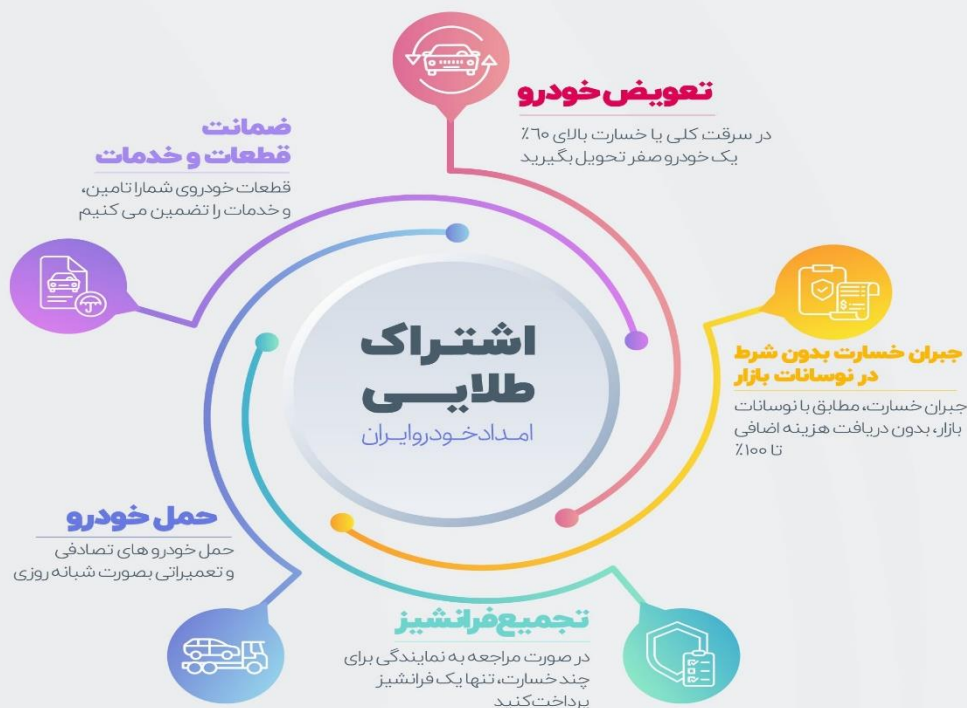 تعویض خودرو
در سرقت کلی یا خسارت بالای ٦٠٪
یک خودرو صفر تحویل بگیرید
ضمانت
قطعات و خدمات
قطعات خودروی شمارا تامین،
و خدمات را تضمین می کنیم
اشتراک
طلایی
امداد خودرو ایران
جبران خسارت بدون شرط
در نوسانات بازار
جبران خسارت، مطابق با نوسانات
بازار، بدون دریافت هزینه اضافی
تا ۱۰۰٪
حمل خودرو
حمل خودرو های تصادفی
و تعمیراتی بصورت شبانه روزی
تجمیع فرانشیز
در صورت مراجعه به نمایندگی برای
چند خسارت، تنها یک فرانشیز
پرداخت کنید